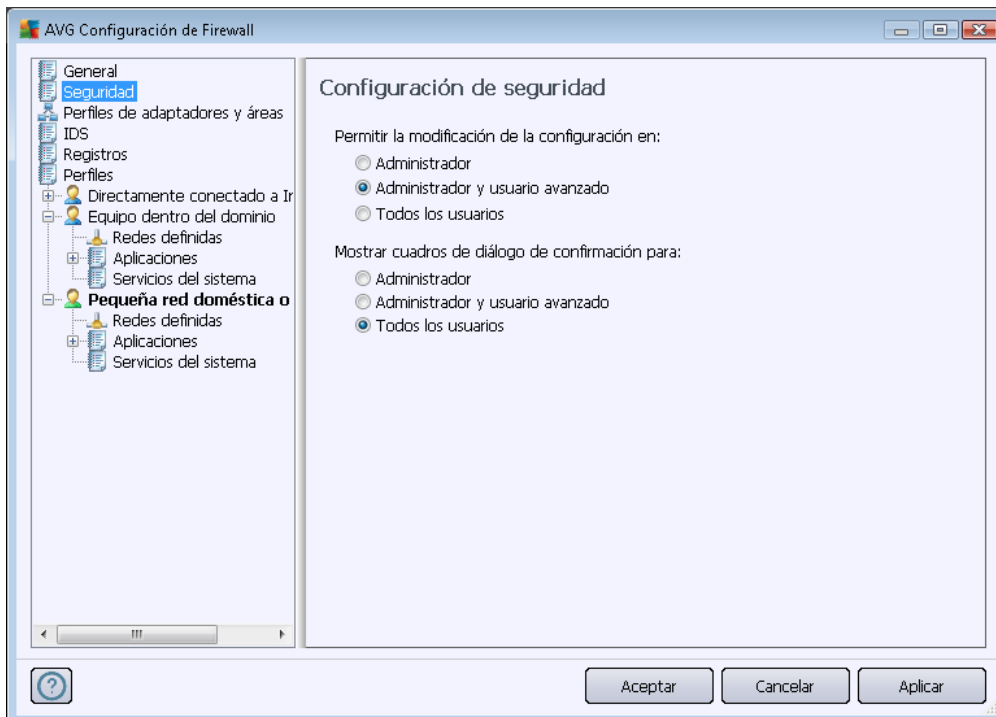 AVG Configuración de Firewall
General
Seguridad
Perfiles de adaptadores y áreas
IDS
Registros
Perfiles
Directamente conectado a Ir
Equipo dentro del dominio
Redes definidas
Aplicaciones
Servicios del sistema
Pequeña red doméstica o
Redes definidas
Aplicaciones
Servicios del sistema
Configuración de seguridad
Permitir la modificación de la configuración en:
Administrador
Administrador y usuario avanzado
Todos los usuarios
Mostrar cuadros de diálogo de confirmación para:
Administrador
Administrador y usuario avanzado
Todos los usuarios
Aceptar
Cancelar
Aplicar